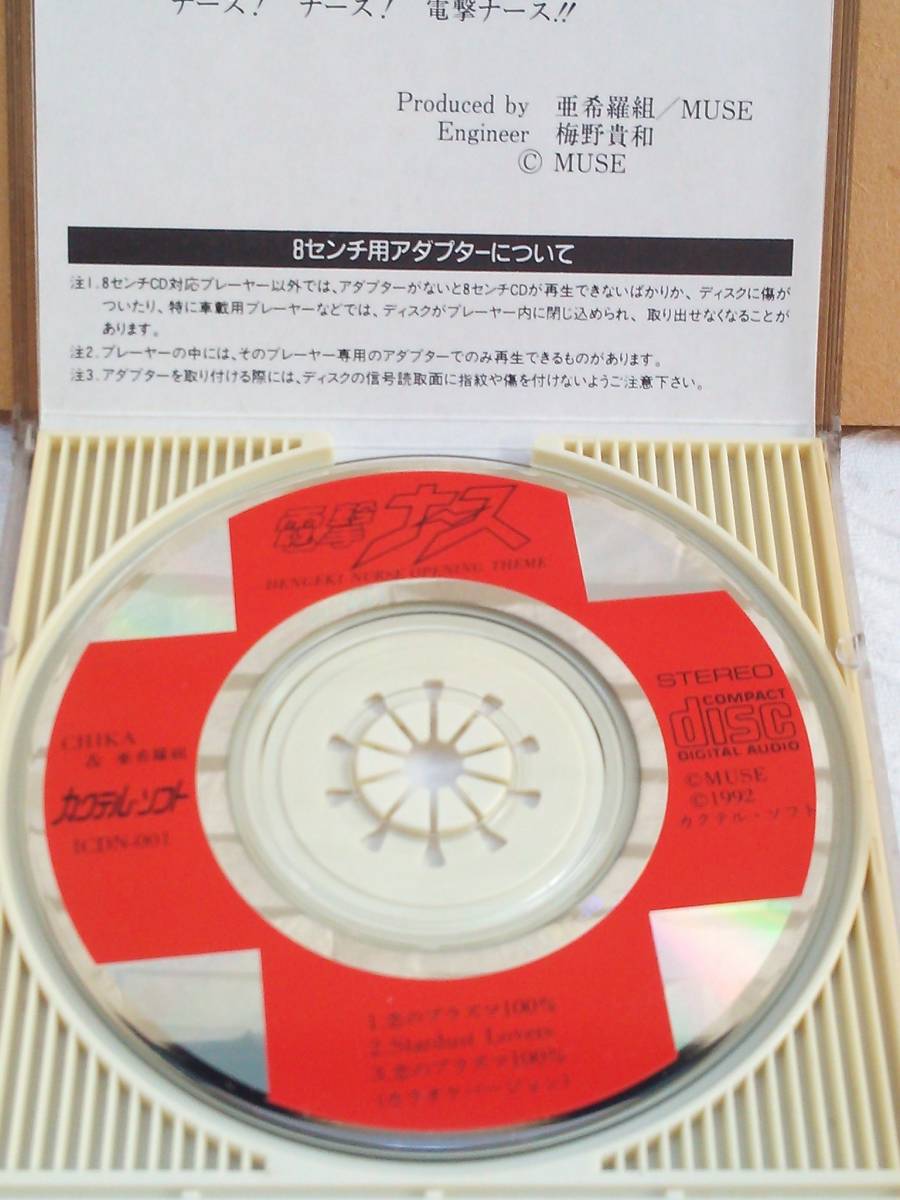 ナース！ ナース！ 電撃ナース!!
Produced by 亜希羅組／MUSE
Engineer 梅野貴和
© MUSE
8センチ用アダプターについて
注1.8センチCD対応プレーヤー以外では、アダプターがないと8センチCDが再生できないばかりか、ディスクに傷が
ついたり、特に車載用プレーヤーなどでは、ディスクがプレーヤー内に閉じ込められ、取り出せなくなることが
あります。
注2.プレーヤーの中には、そのプレーヤー専用のアダプターでのみ再生できるものがあります。
注3.アダプターを取り付ける際には、ディスクの信号読取面に指紋や傷を付けないようご注意下さい。
電撃ナース
DENGEKI NURSE OPENING THEME
CHIKA
& 亜希羅組
カクテル・ソフト
ICDN-001
STEREO
COMPACT
disc
DIGITAL AUDIO
©MUSE
©1992
カクテル・ソフト
1.恋のプラズマ100%
2.Stardust Lovers
3.恋のプラズマ100%
(カラオケバージョン)